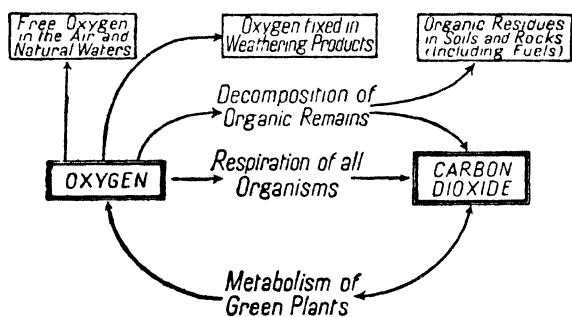 Free Oxygen
in the Air and
Natural Waters
Oxygen fixed in
Weathering Products
Organic Residues
in Soils and Rocks
(including Fuels)
Decomposition of
Organic Remains
OXYGEN
Respiration of all
Organisms
CARBON
DIOXIDE
Metabolism of
Green Plants